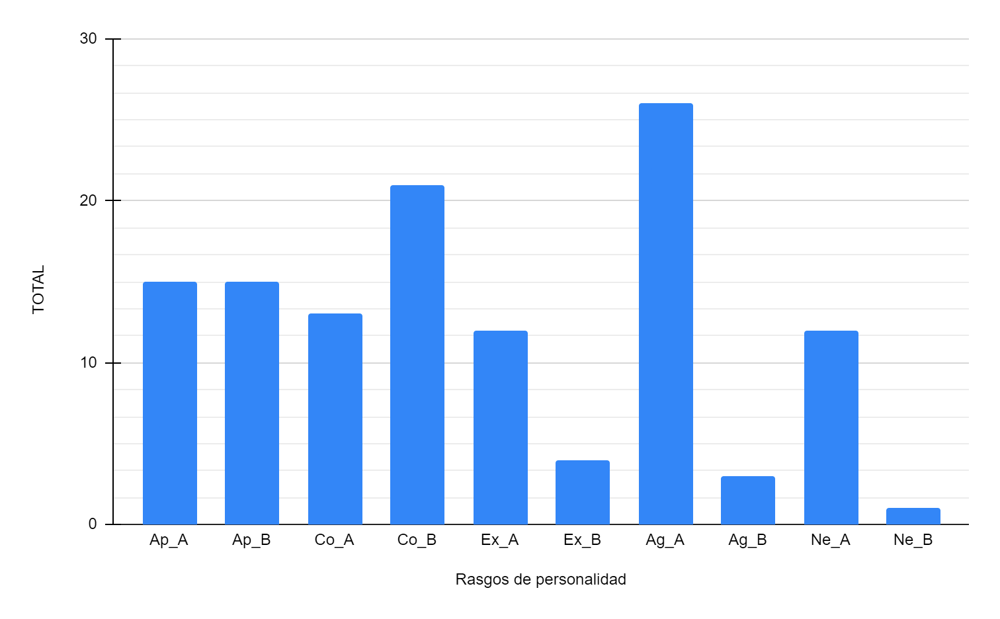 30
20
10
0
TOTAL
Ap_A Ap_B Co_A Co_B Ex_A Ex_B Ag_A Ag_B Ne_A Ne_B
Rasgos de personalidad